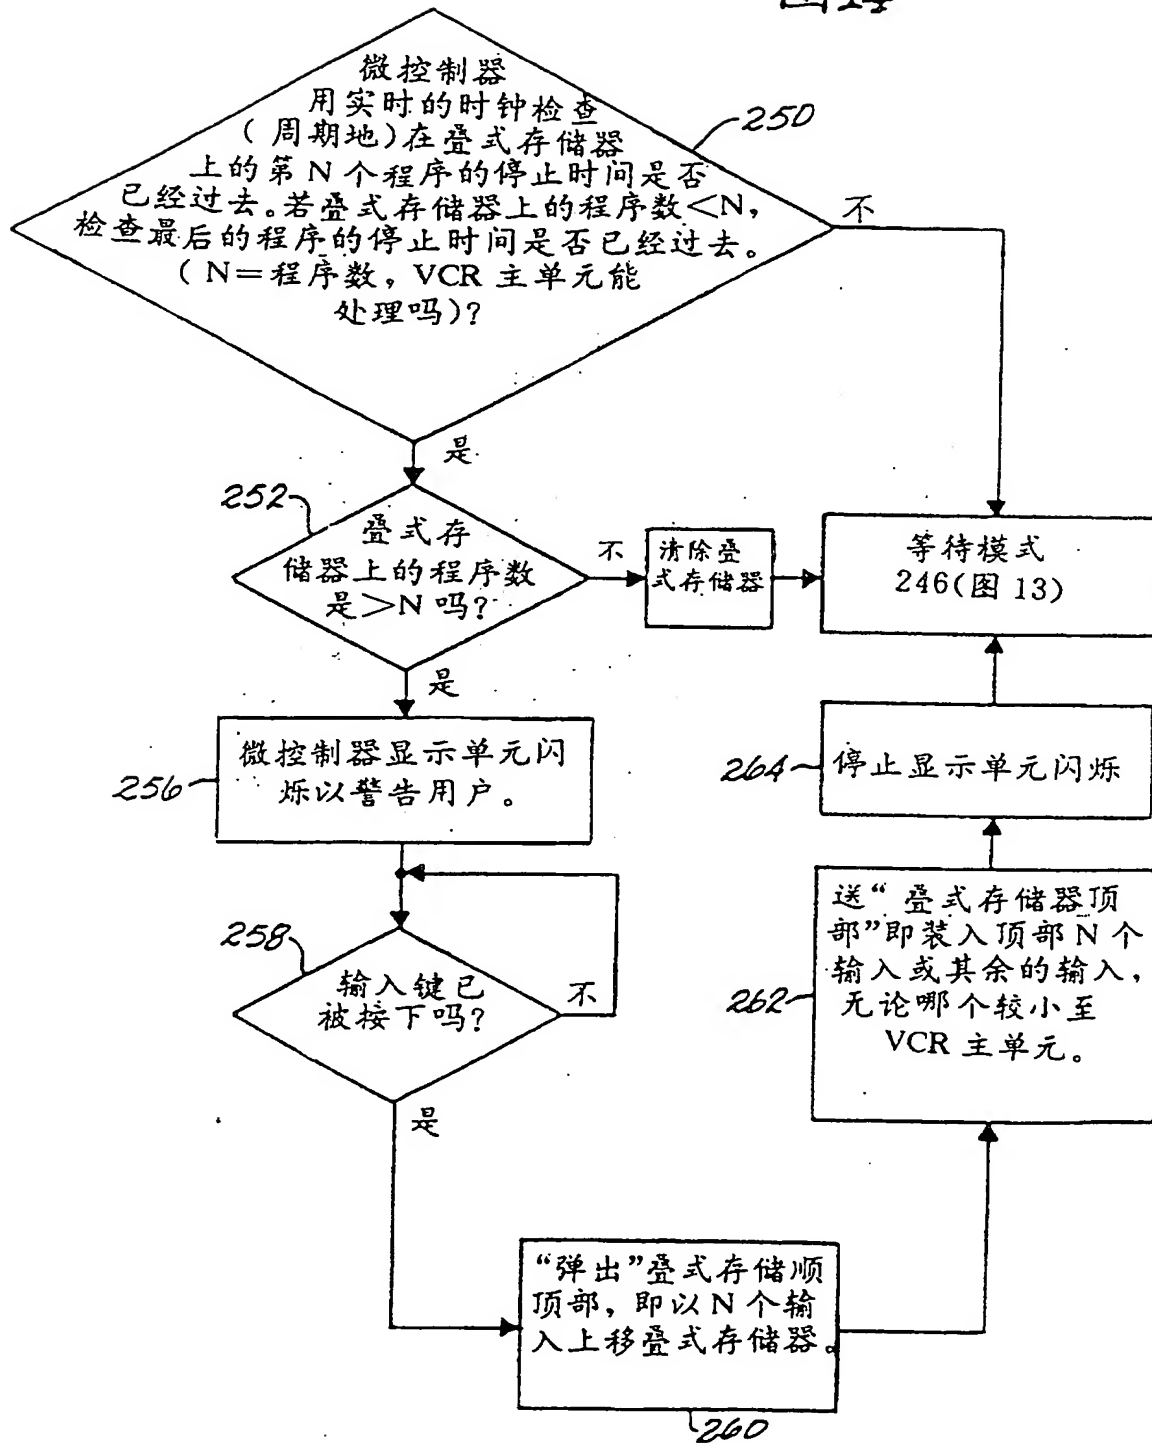 微控制器
用实时的时钟检查
(周期地)在叠式存储器
上的第N个程序的停止时间是否
已经过去。若叠式存储器上的程序数<N,
检查最后的程序的停止时间是否已经过去。
(N=程序数,VCR主单元能
处理吗)?
250
不
是
252
叠式存
储器上的程序数
是>N吗?
不
清除叠
式存储器
等待模式
246(图13)
是
微控制器显示单元闪
烁以警告用户。
256
264
停止显示单元闪烁
258
输入键已
被按下吗?
不
送“叠式存储器顶
部”即装入顶部N个
输入或其余的输入,
无论哪个较小至
VCR主单元。
262
是
“弹出”叠式存储顺
顶部,即以N个输
入上移叠式存储器。
260